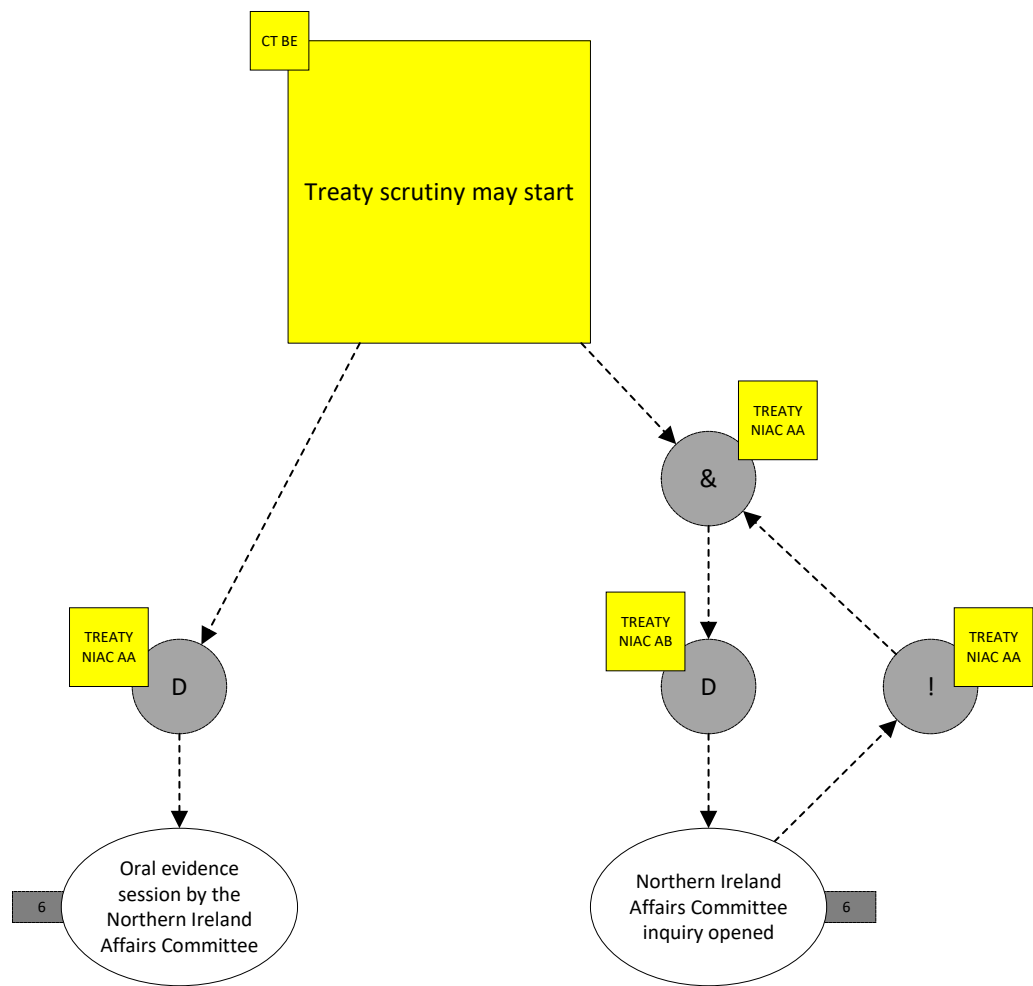 CT BE
Treaty scrutiny may start
TREATY
NIAC AA
&
TREATY
NIAC AA
D
TREATY
NIAC AB
D
TREATY
NIAC AA
!
6
Oral evidence
session by the
Northern Ireland
Affairs Committee
Northern Ireland
Affairs Committee
inquiry opened
6